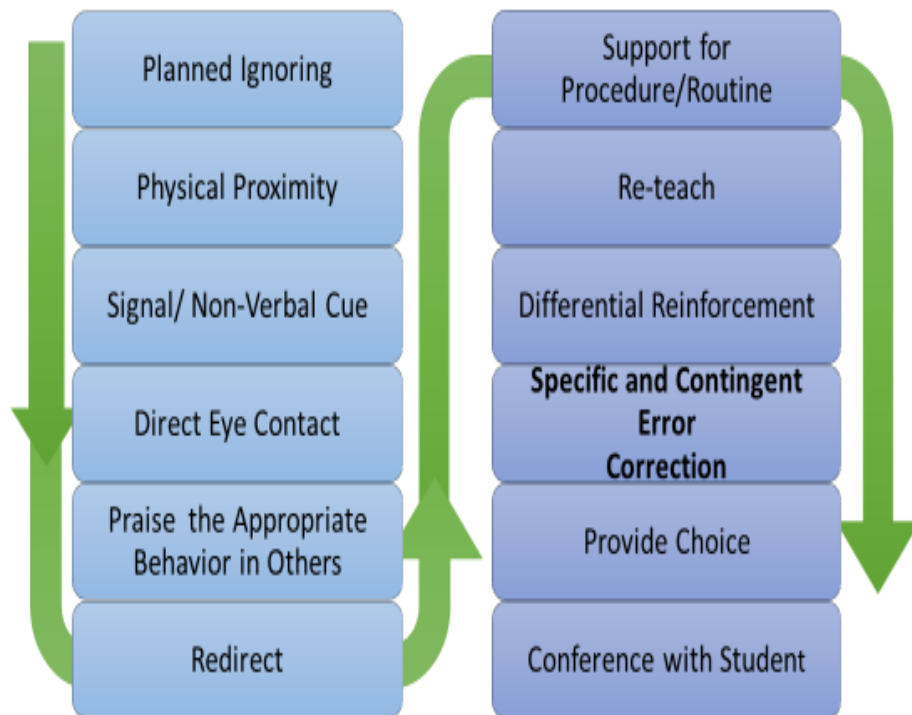 Planned Ignoring
Physical Proximity
Signal/ Non-Verbal Cue
Direct Eye Contact
Praise the Appropriate
Behavior in Others
Redirect
Support for
Procedure/Routine
Re-teach
Differential Reinforcement
Specific and Contingent
Error
Correction
Provide Choice
Conference with Student